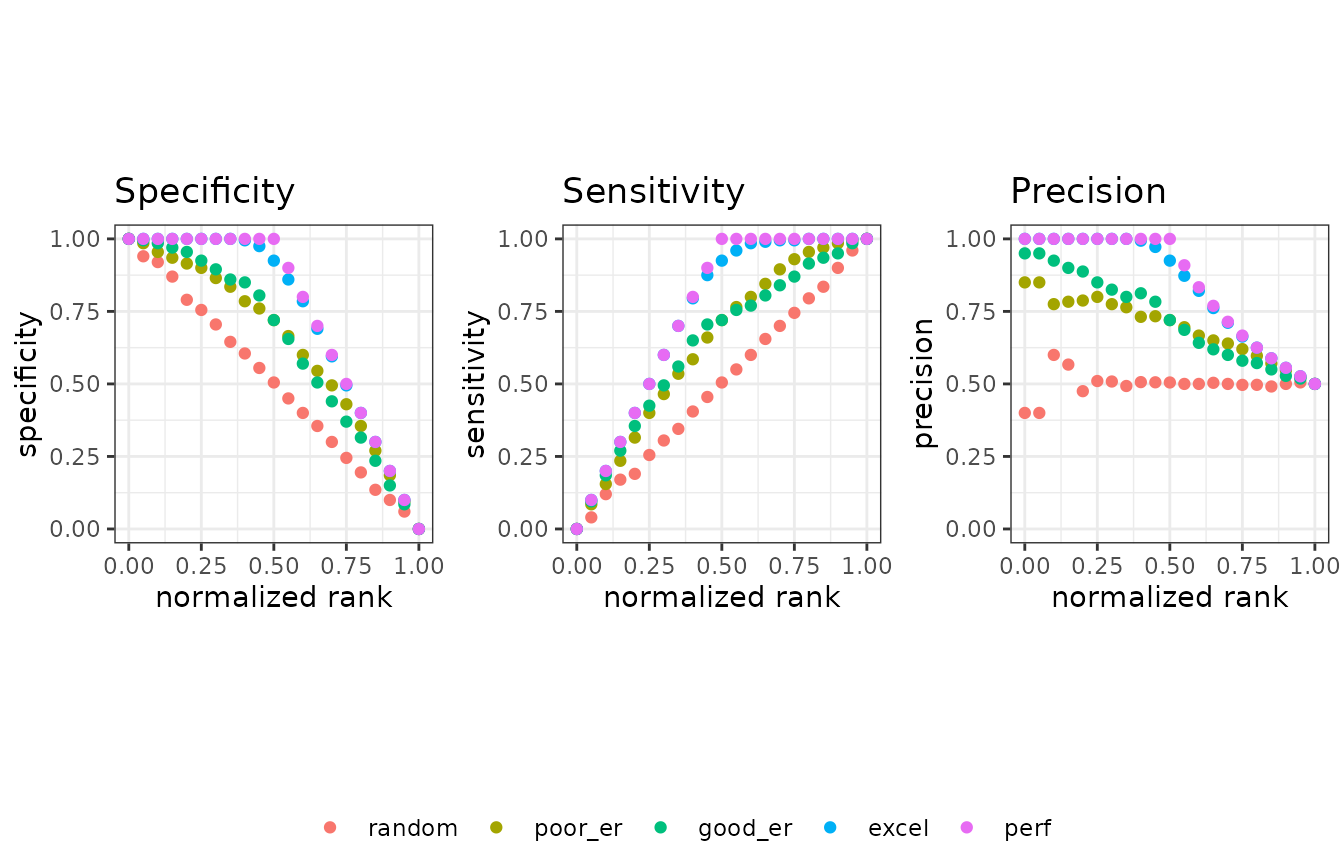 Specificity
Sensitivity
Precision
specificity
1.00
0.75
0.50
0.25
0.00
0.00 0.25 0.50 0.75 1.00
normalized rank
sensitivity
1.00
0.75
0.50
0.25
0.00
0.00 0.25 0.50 0.75 1.00
normalized rank
precision
1.00
0.75
0.50
0.25
0.00
0.00 0.25 0.50 0.75 1.00
normalized rank
random poor_er good_er excel perf